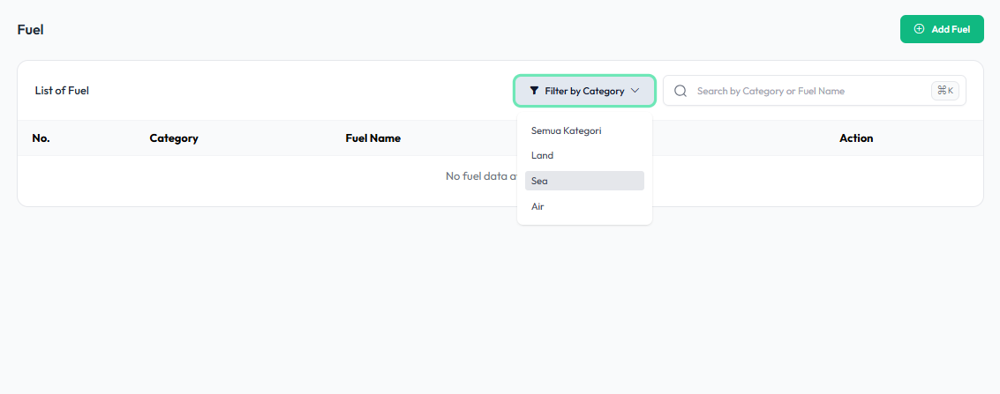 Fuel
Add Fuel
List of Fuel
Filter by Category
Search by Category or Fuel Name
⌘K
No. Category Fuel Name Action
Semua Kategori
Land
No fuel data
Sea
Air